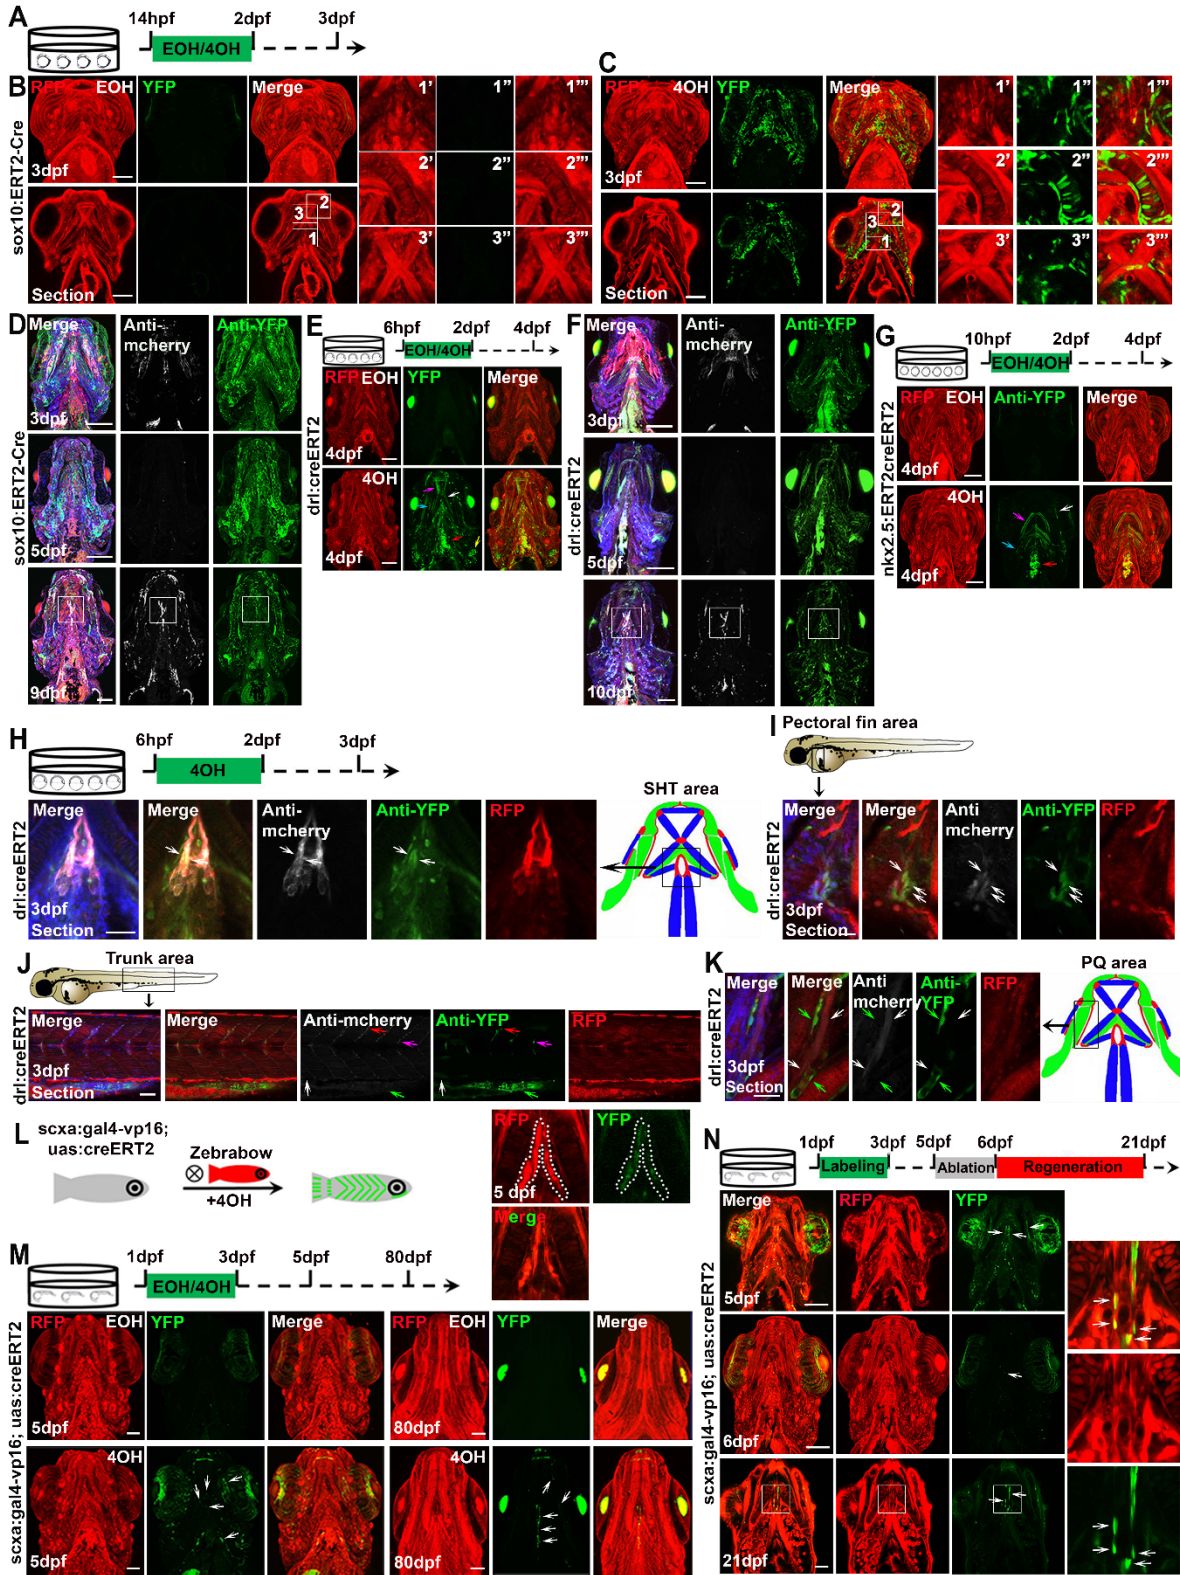 A
14hpf 2dpf 3dpf
EOH/4OH
B
sox10:ERT2-Cre
RFP EOH YFP Merge 1' 1'' 1'''
3dpf
2' 2'' 2'''
3 2 1
3' 3'' 3'''
Section
C
RFP 4OH YFP Merge 1' 1'' 1'''
3dpf
2' 2'' 2'''
3 2 1
3' 3'' 3'''
Section
D
sox10:ERT2-Cre
Merge Anti-mcherry Anti-YFP
3dpf
5dpf
9dpf
E
6hpf 2dpf 4dpf
EOH/4OH
drl:creERT2
RFP EOH YFP Merge
4dpf
4OH
4dpf
F
drl:creERT2
Merge Anti-mcherry Anti-YFP
3dpf
5dpf
10dpf
G
10hpf 2dpf 4dpf
EOH/4OH
nkx2.5:ERT2creERT2
RFP EOH Anti-YFP Merge
4dpf
4OH
4dpf
H
6hpf 2dpf 3dpf
4OH
drl:creERT2
Merge Merge Anti-mcherry Anti-YFP RFP
3dpf
Section
SHT area
I
Pectoral fin area
drl:creERT2
Merge Merge Anti mcherry Anti-YFP RFP
3dpf
Section
J
Trunk area
drl:creERT2
Merge Merge Anti-mcherry Anti-YFP RFP
3dpf
Section
K
drl:creERT2
Merge Merge Anti mcherry Anti-YFP RFP
3dpf
Section
PQ area
L
scxa:gal4-vp16;
uas:creERT2
Zebrabow
+4OH
RFP YFP
5 dpf
Merge
M
1dpf 3dpf 5dpf 80dpf
EOH/4OH
scxa:gal4-vp16; uas:creERT2
RFP EOH YFP Merge RFP EOH YFP Merge
5dpf 80dpf
4OH 4OH
5dpf 80dpf
N
1dpf 3dpf 5dpf 6dpf 21dpf
Labeling Ablation Regeneration
scxa:gal4-vp16; uas:creERT2
Merge RFP YFP
5dpf
6dpf
21dpf